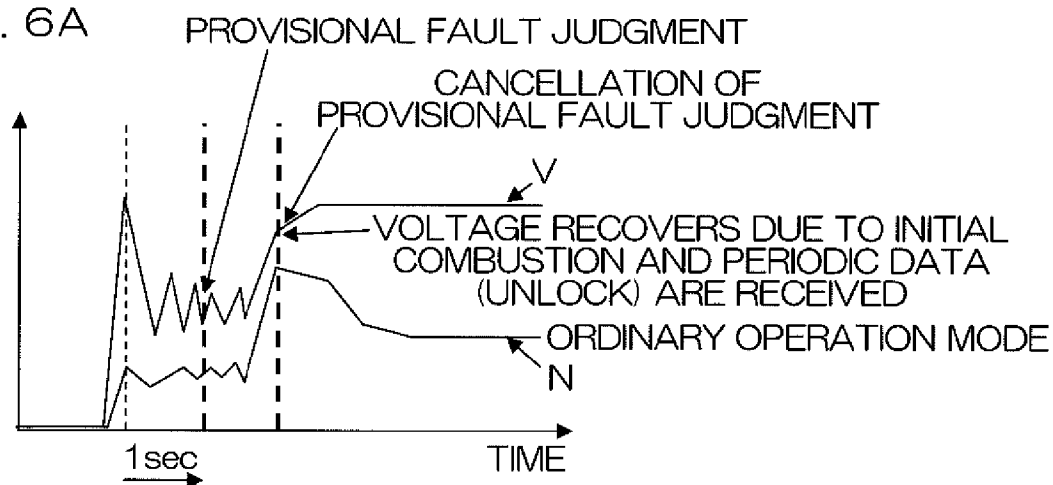 . 6A
PROVISIONAL FAULT JUDGMENT
CANCELLATION OF
PROVISIONAL FAULT JUDGMENT
V
VOLTAGE RECOVERS DUE TO INITIAL
COMBUSTION AND PERIODIC DATA
(UNLOCK) ARE RECEIVED
ORDINARY OPERATION MODE
N
1sec
TIME